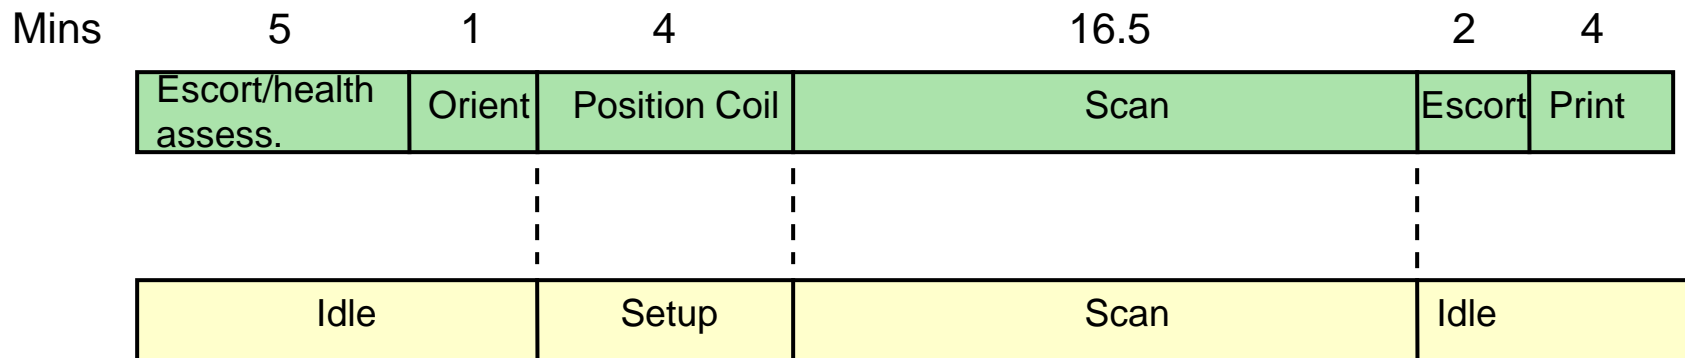 Mins 5 1 4 16.5 2 4
Escort/health
assess.
Orient
Position Coil
Scan
Escort
Print
Idle
Setup
Scan
Idle